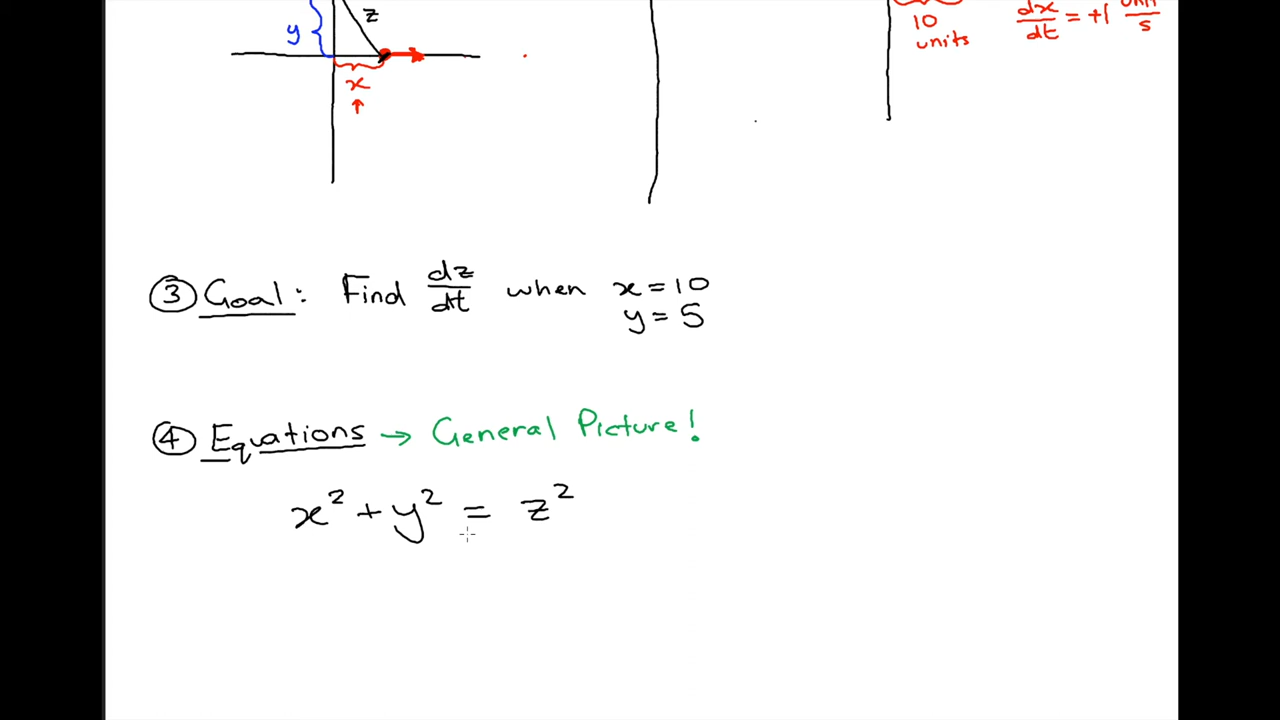 y
z
x
↑
10
units
dx/dt = +1 unit/s
③ Goal: Find dz/dt when x = 10
y = 5
④ Equations → General Picture!
x² + y² = z²